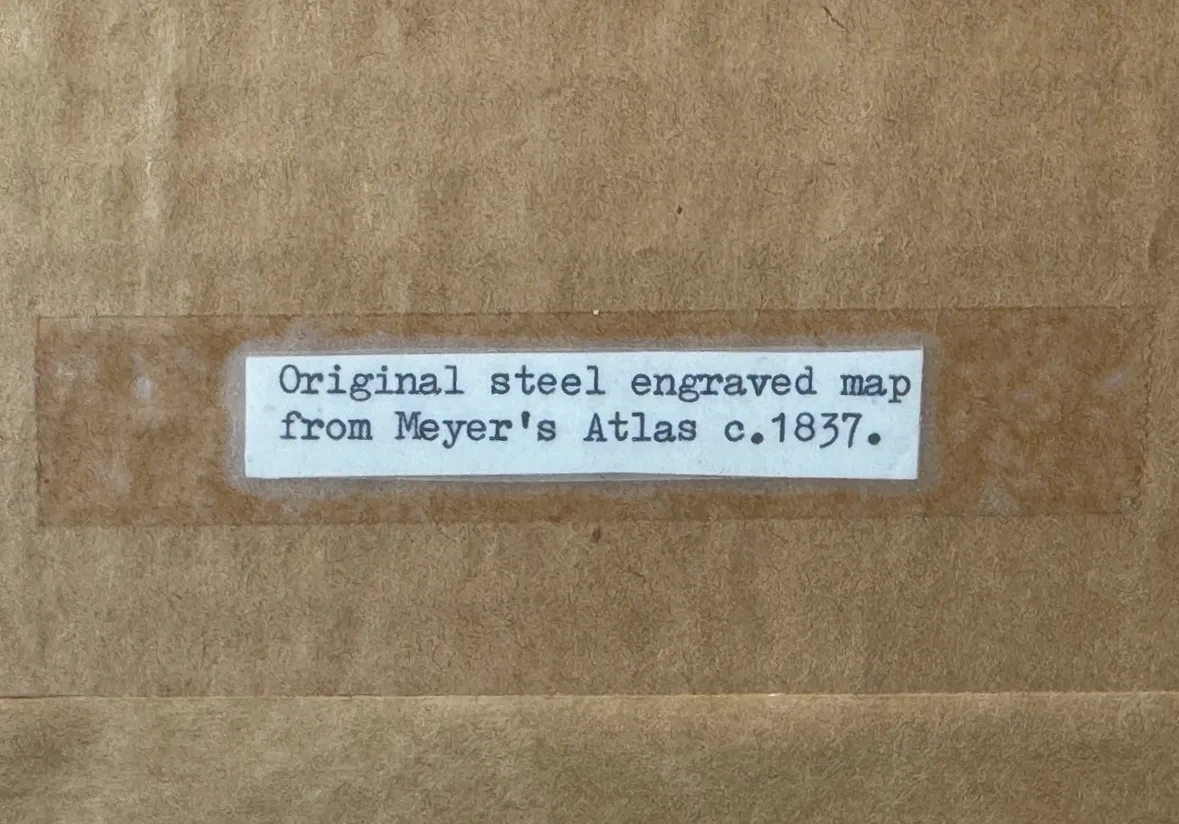 Original steel engraved map
from Meyer's Atlas c.1837.